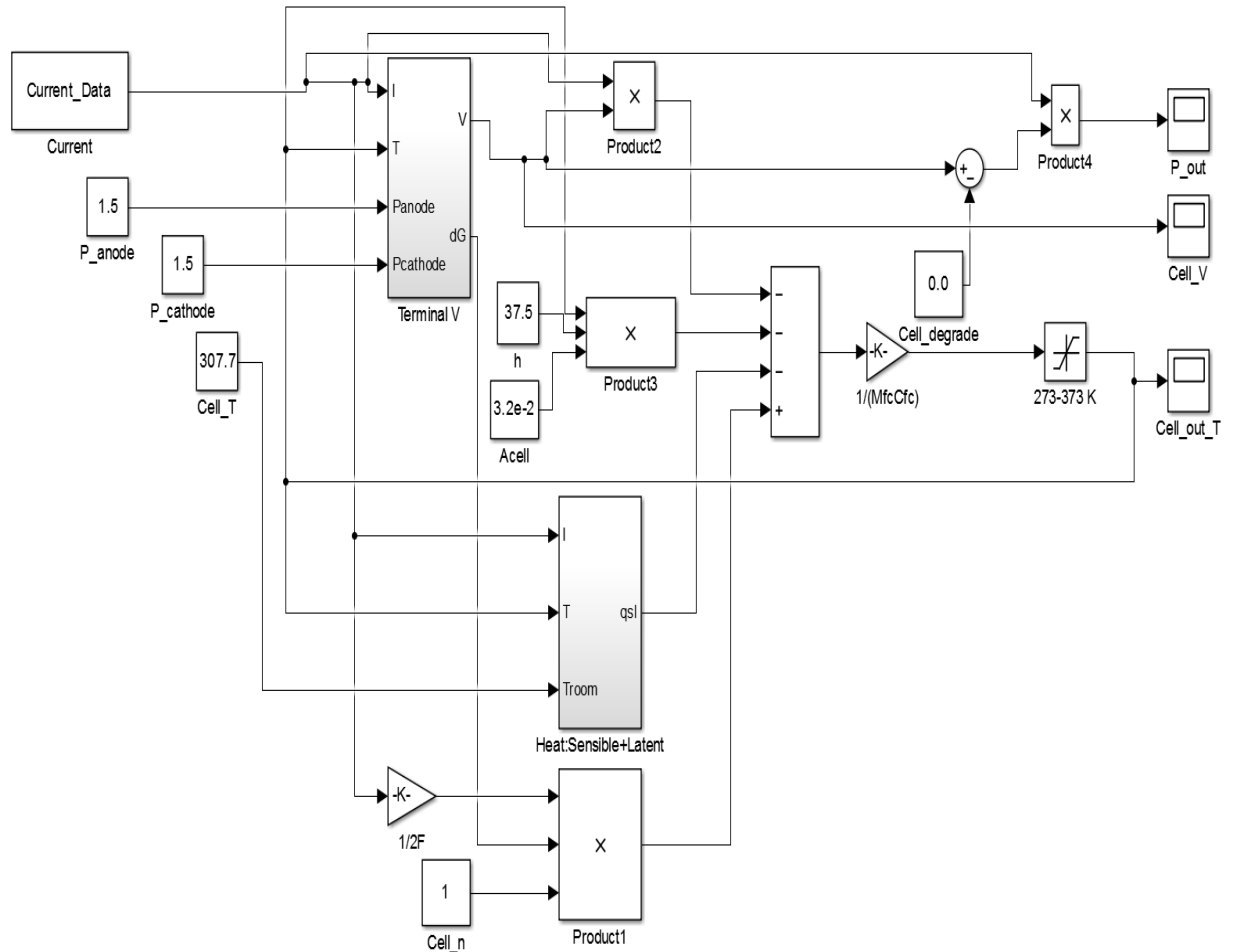 Current_Data
Current
I
T
Panode
Pcathode
V
dG
Terminal V
1.5
P_anode
1.5
P_cathode
307.7
Cell_T
X
Product2
X
Product4
P_out
Cell_V
+
-
0.0
Cell_degrade
37.5
h
3.2e-2
Acell
X
Product3
-
-
-
+
-K-
1/(MfcCfc)
273-373 K
Cell_out_T
I
T
Troom
qsl
Heat:Sensible+Latent
-K-
1/2F
1
Cell_n
X
Product1